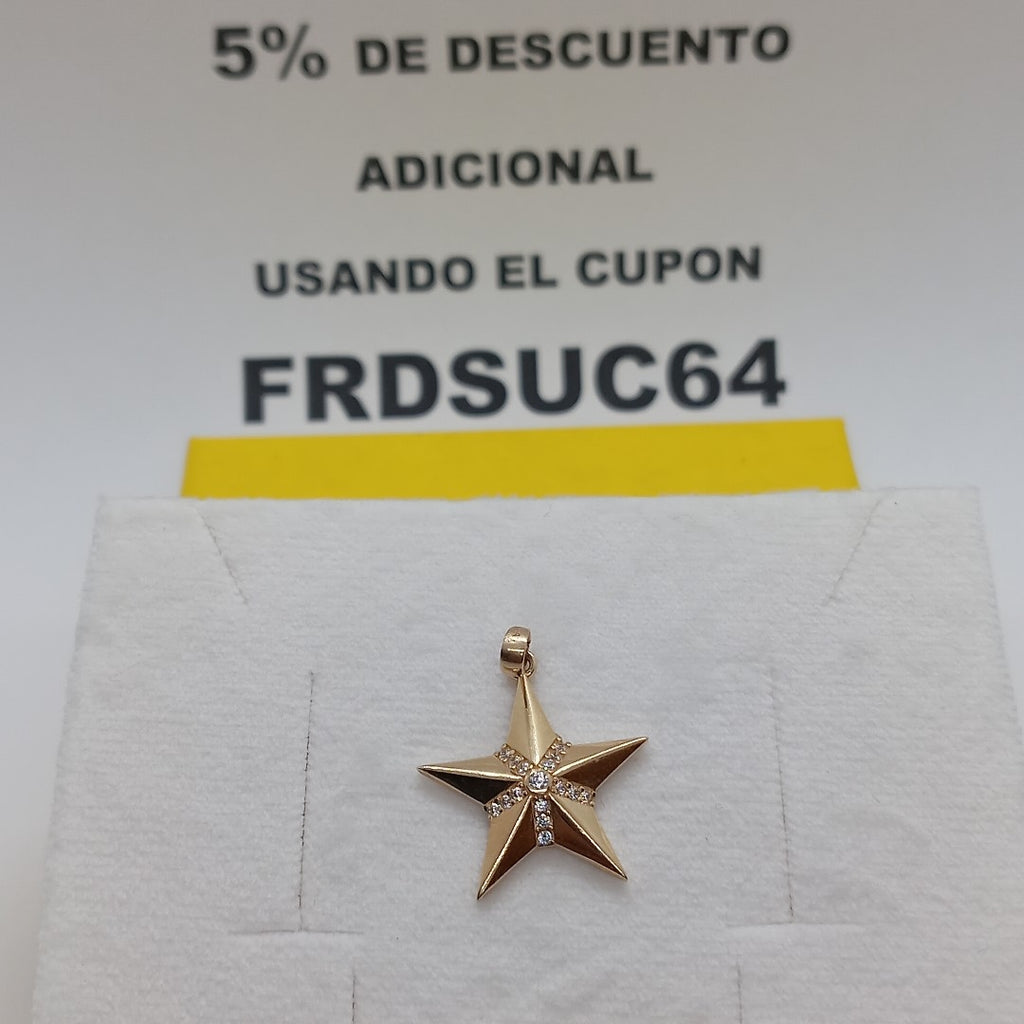 5% DE DESCUENTO
ADICIONAL
USANDO EL CUPON
FRDSUC64